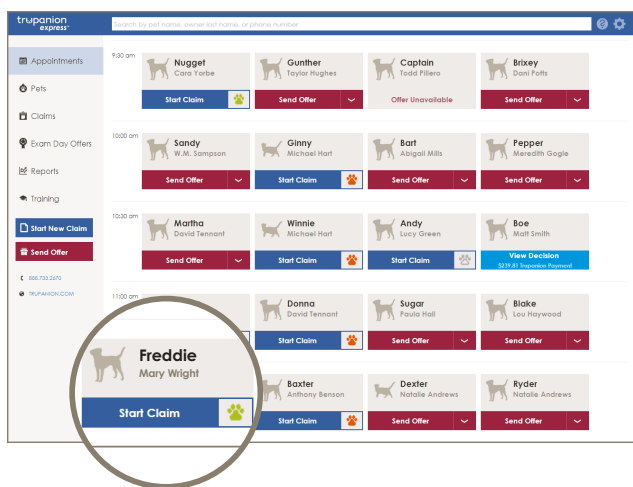 trupanion
express™
Search by pet name, owner last name, or phone number
Appointments
Pets
Claims
Exam Day Offers
Reports
Training
Start New Claim
Send Offer
888.733.2670
TRUPANION.COM
9:30 am
Nugget
Cara Yorbe
Start Claim
Gunther
Taylor Hughes
Send Offer
Captain
Todd Pillero
Offer Unavailable
Brixey
Dani Potts
Send Offer
10:00 am
Sandy
W.M. Sampson
Send Offer
Ginny
Michael Hart
Start Claim
Bart
Abigail Mills
Send Offer
Pepper
Meredith Gogle
Send Offer
10:30 am
Martha
David Tennant
Send Offer
Winnie
Michael Hart
Start Claim
Andy
Lucy Green
Start Claim
Boe
Matt Smith
View Decision
$239.81 Trupanion Payment
11:00 am
Freddie
Mary Wright
Start Claim
Donna
David Tennant
Start Claim
Sugar
Paula Hall
Send Offer
Blake
Lou Haywood
Send Offer
Baxter
Anthony Benson
Start Claim
Dexter
Natalie Andrews
Send Offer
Ryder
Natalie Andrews
Send Offer